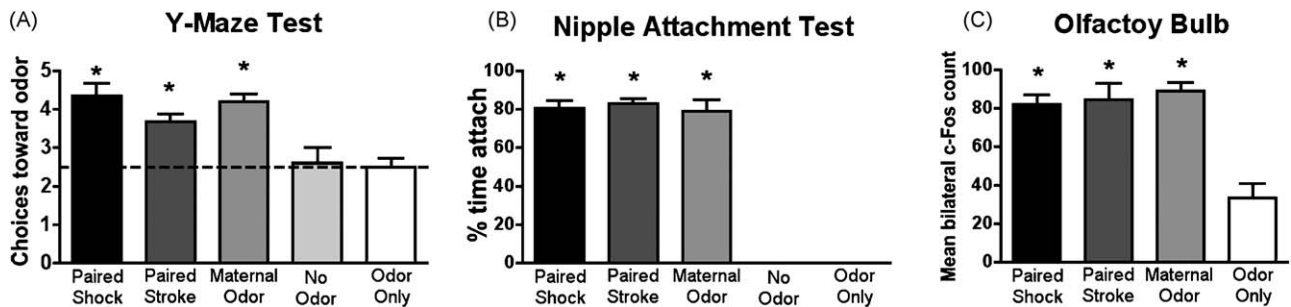 (A)
Y-Maze Test
Choices toward odor
5
4
3
2
1
0
*
*
*
Paired
Shock
Paired
Stroke
Maternal
Odor
No
Odor
Odor
Only
(B)
Nipple Attachment Test
% time attach
100
80
60
40
20
0
*
*
*
Paired
Shock
Paired
Stroke
Maternal
Odor
No
Odor
Odor
Only
(C)
Olfactoy Bulb
Mean bilateral c-Fos count
100
80
60
40
20
0
*
*
*
Paired
Shock
Paired
Stroke
Maternal
Odor
Odor
Only